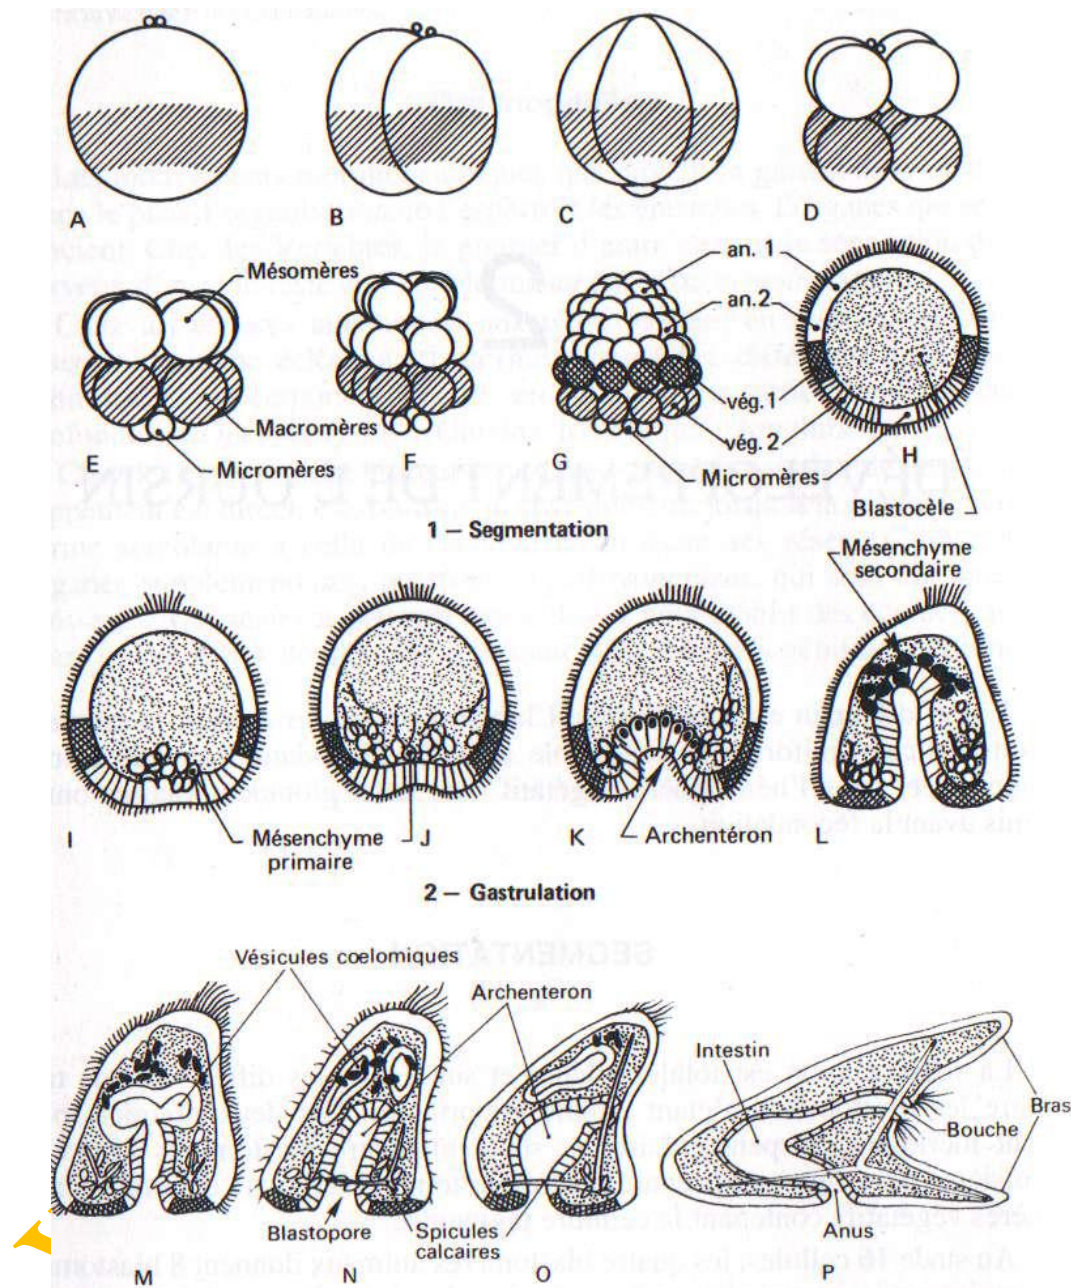 A
B
C
D
Mésomères
an. 1
an.2
vég.1
vég. 2
Macromères
Micromères
E
F
G
H
Micromères
Blastocèle
1 — Segmentation
Mésenchyme
secondaire
I
J
K
L
Mésenchyme
primaire
Archentéron
2 — Gastrulation
Vésicules cœlomiques
Archenteron
Intestin
Bras
Bouche
Blastopore
Spicules
calcaires
Anus
M
N
O
P